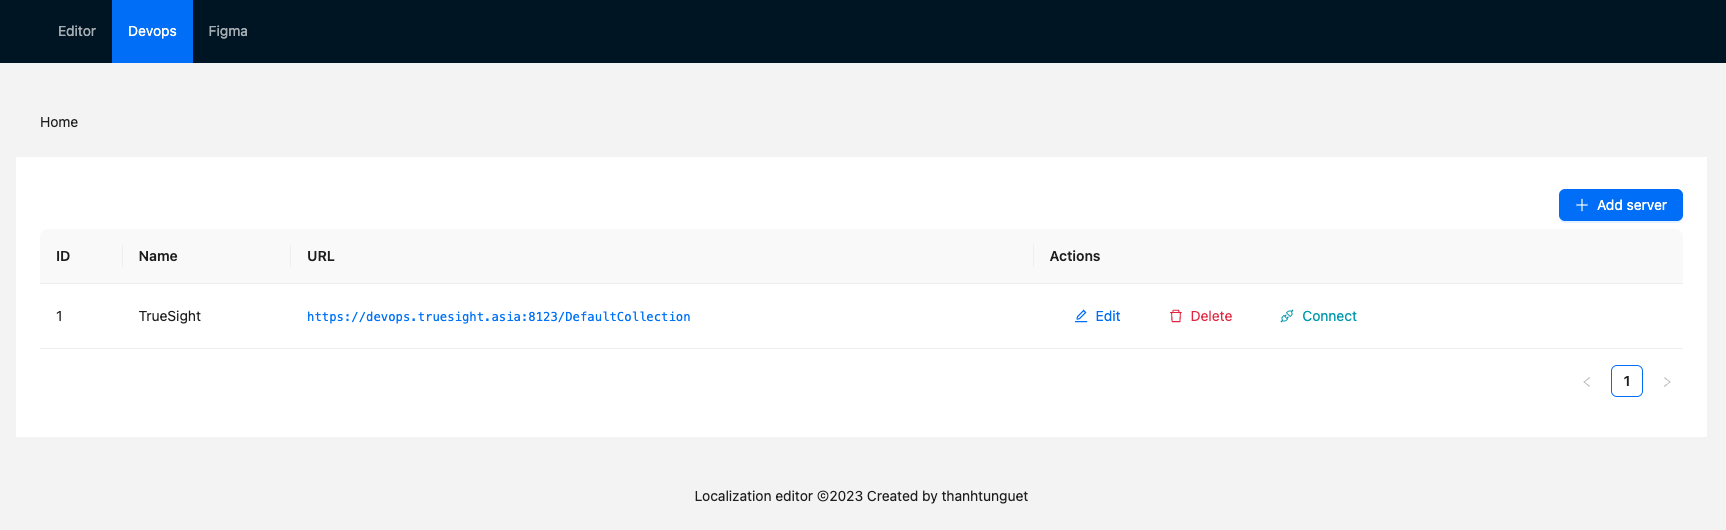 Editor Devops Figma
Home
Add server
ID Name URL Actions
1 TrueSight https://devops.truesight.asia:8123/DefaultCollection Edit Delete Connect
1
Localization editor ©2023 Created by thanhtunguet